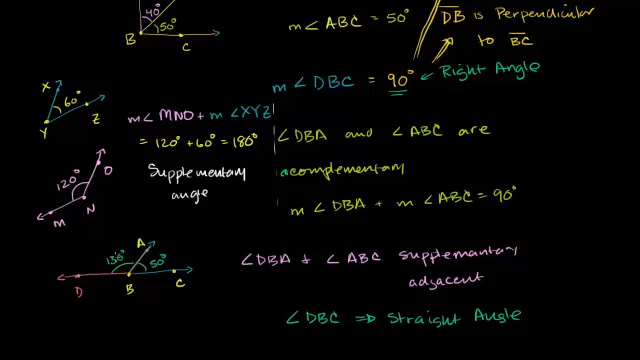 40°
50°
B
C
m∠ABC = 50°
DB is Perpendicular
to BC
m∠DBC = 90° ← Right Angle
X
60°
Y
Z
m∠MNO + m∠XYZ
= 120° + 60° = 180°
Supplementary
angle
∠DBA and ∠ABC are
complementary
m∠DBA + m∠ABC = 90°
120°
O
M
N
A
50°
D
B
C
∠DBA + ∠ABC supplementary
adjacent
∠DBC ⇒ Straight Angle